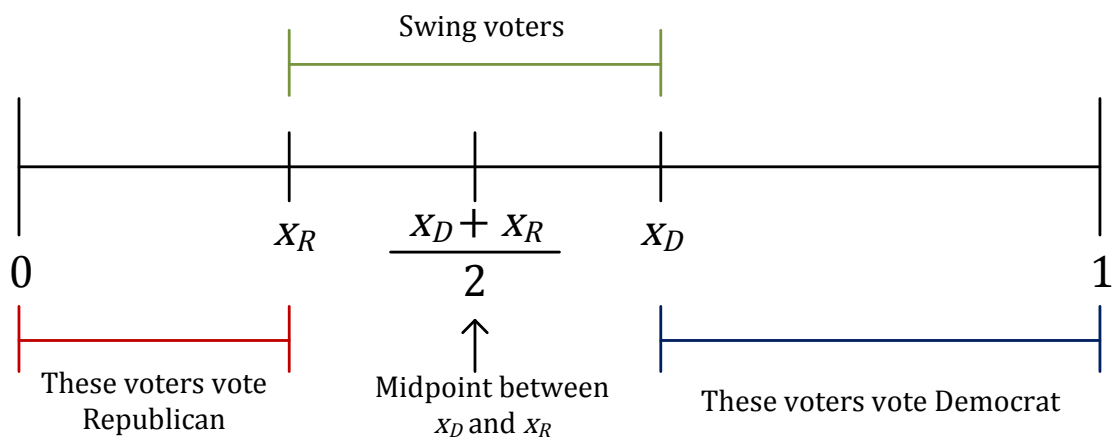 Swing voters
x_R
x_D + x_R
2
x_D
0
1
These voters vote
Republican
Midpoint between
x_D and x_R
These voters vote Democrat